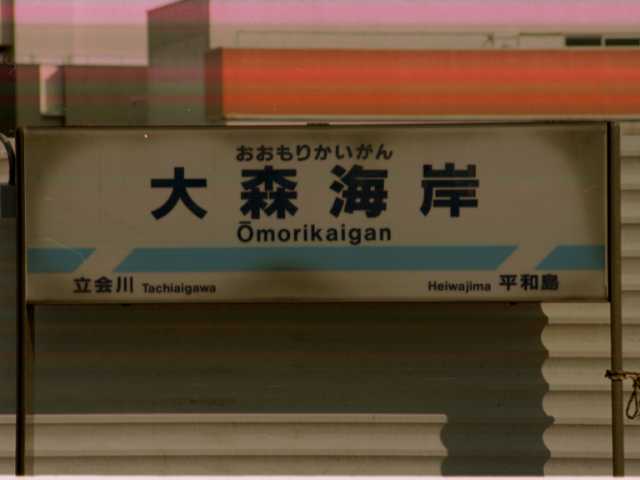 おおもりかいがん
大森海岸
Ōmorikaigan
立会川 Tachiaigawa
Heiwajima 平和島